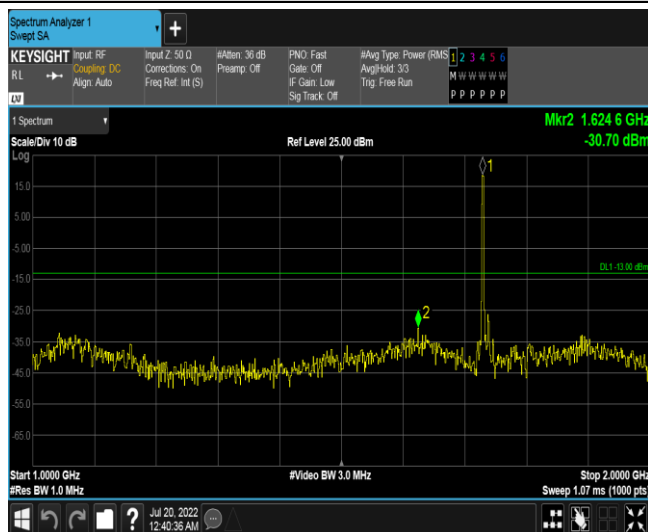 Spectrum Analyzer 1
Swept SA
+
KEYSIGHT
RL
LXI
Input: RF
Coupling: DC
Align: Auto
Input Z: 50 Ω
Corrections: On
Freq Ref: Int (S)
#Atten: 36 dB
Preamp: Off
PNO: Fast
Gate: Off
IF Gain: Low
Sig Track: Off
#Avg Type: Power (RMS
Avg|Hold: 3/3
Trig: Free Run
1 2 3 4 5 6
M W W W W W
P P P P P P
1 Spectrum
Mkr2 1.624 6 GHz
-30.70 dBm
Scale/Div 10 dB
Ref Level 25.00 dBm
Log
1
15.0
5.00
-5.00
DL1 -13.00 dBm
-15.0
-25.0
2
-35.0
-45.0
-55.0
-65.0
Start 1.0000 GHz
#Video BW 3.0 MHz
Stop 2.0000 GHz
#Res BW 1.0 MHz
Sweep 1.07 ms (1000 pts)
?
Jul 20, 2022
12:40:36 AM